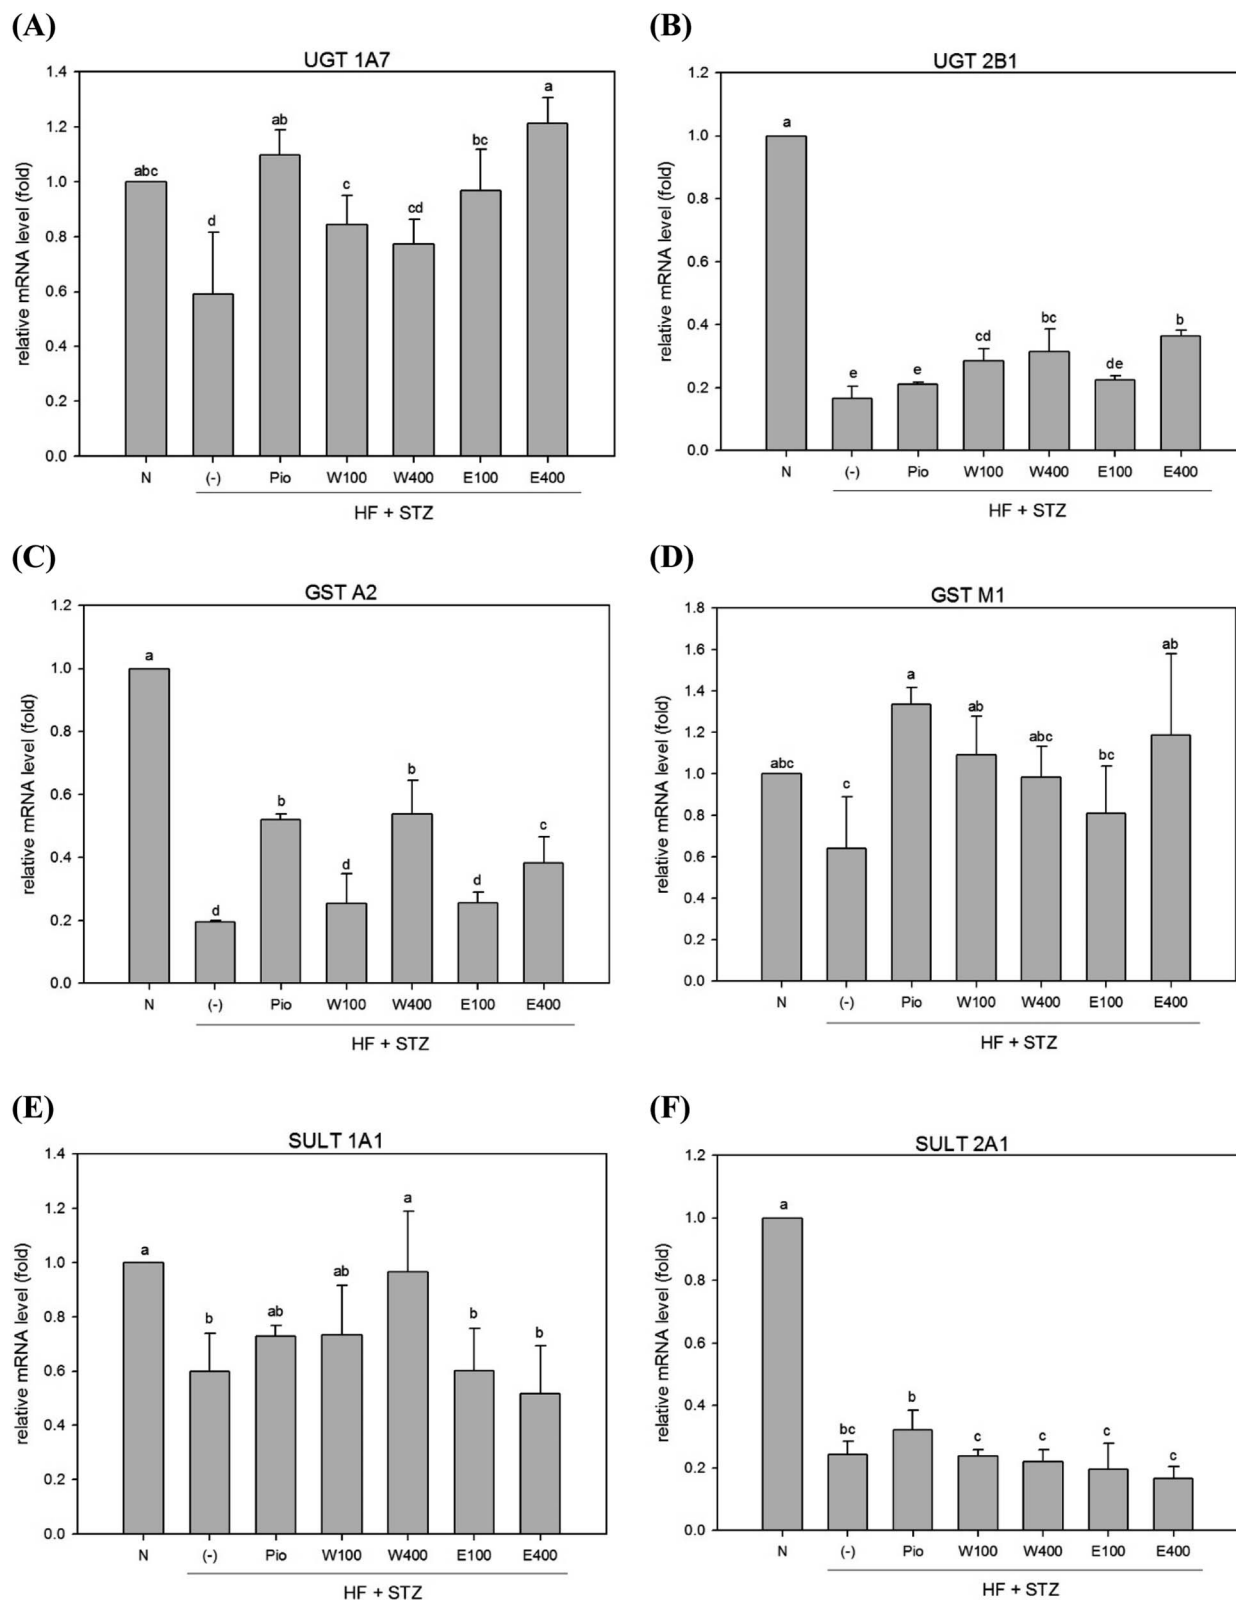 (A)
UGT 1A7
relative mRNA level (fold)
1.4
1.2
1.0
0.8
0.6
0.4
0.2
0.0
abc
d
ab
c
cd
bc
a
N (-) Pio W100 W400 E100 E400
HF + STZ
(B)
UGT 2B1
relative mRNA level (fold)
1.2
1.0
0.8
0.6
0.4
0.2
0.0
a
e
e
cd
bc
de
b
N (-) Pio W100 W400 E100 E400
HF + STZ
(C)
GST A2
relative mRNA level (fold)
1.2
1.0
0.8
0.6
0.4
0.2
0.0
a
d
b
d
b
d
c
N (-) Pio W100 W400 E100 E400
HF + STZ
(D)
GST M1
relative mRNA level (fold)
1.8
1.6
1.4
1.2
1.0
0.8
0.6
0.4
0.2
0.0
abc
c
a
ab
abc
bc
ab
N (-) Pio W100 W400 E100 E400
HF + STZ
(E)
SULT 1A1
relative mRNA level (fold)
1.4
1.2
1.0
0.8
0.6
0.4
0.2
0.0
a
b
ab
ab
a
b
b
N (-) Pio W100 W400 E100 E400
HF + STZ
(F)
SULT 2A1
relative mRNA level (fold)
1.2
1.0
0.8
0.6
0.4
0.2
0.0
a
bc
b
c
c
c
c
N (-) Pio W100 W400 E100 E400
HF + STZ